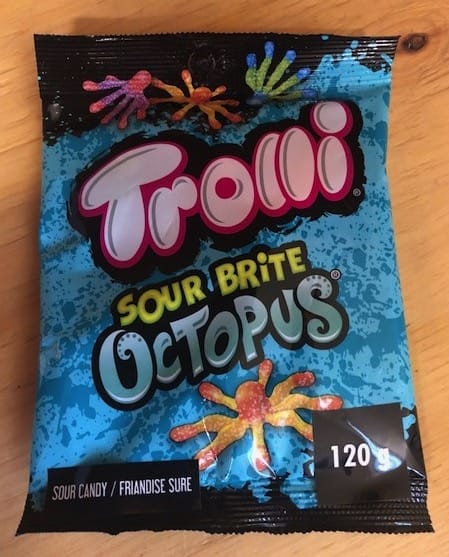 Trolli®
SOUR BRiTE
OCTOPUS®
120 g
SOUR CANDY / FRIANDISE SURE